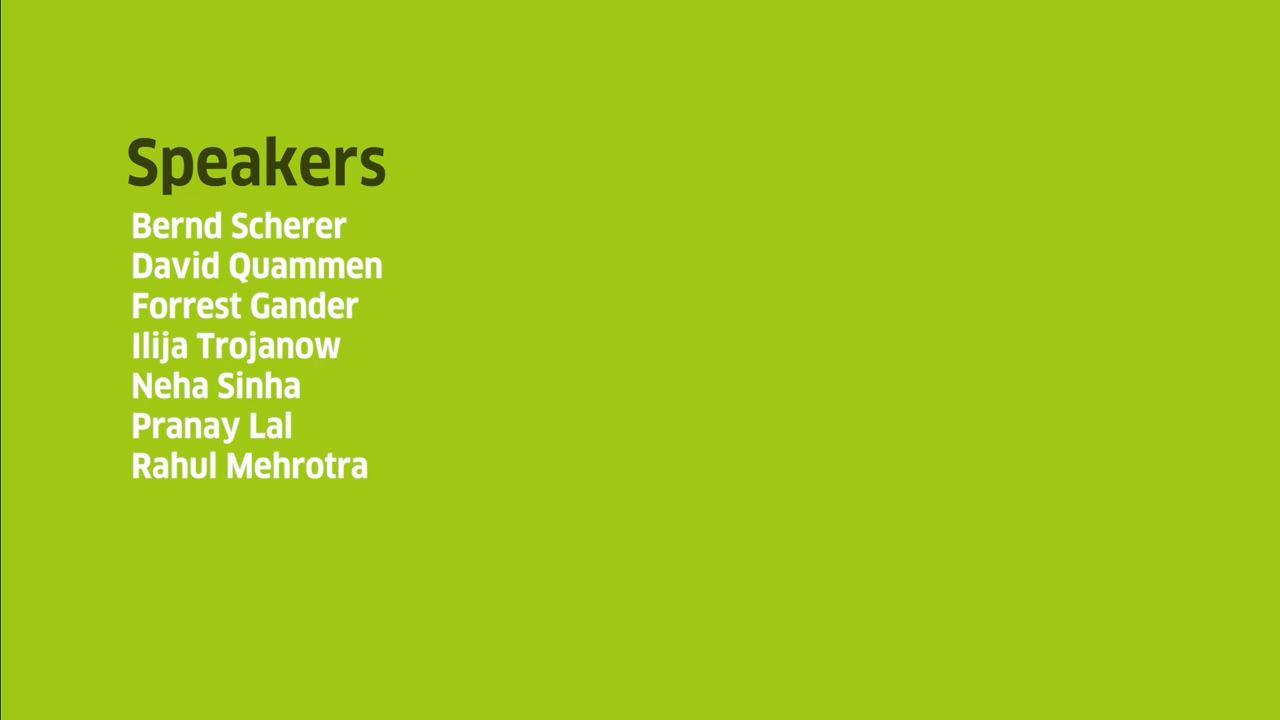 Speakers
Bernd Scherer
David Quammen
Forrest Gander
Ilija Trojanow
Neha Sinha
Pranay Lal
Rahul Mehrotra